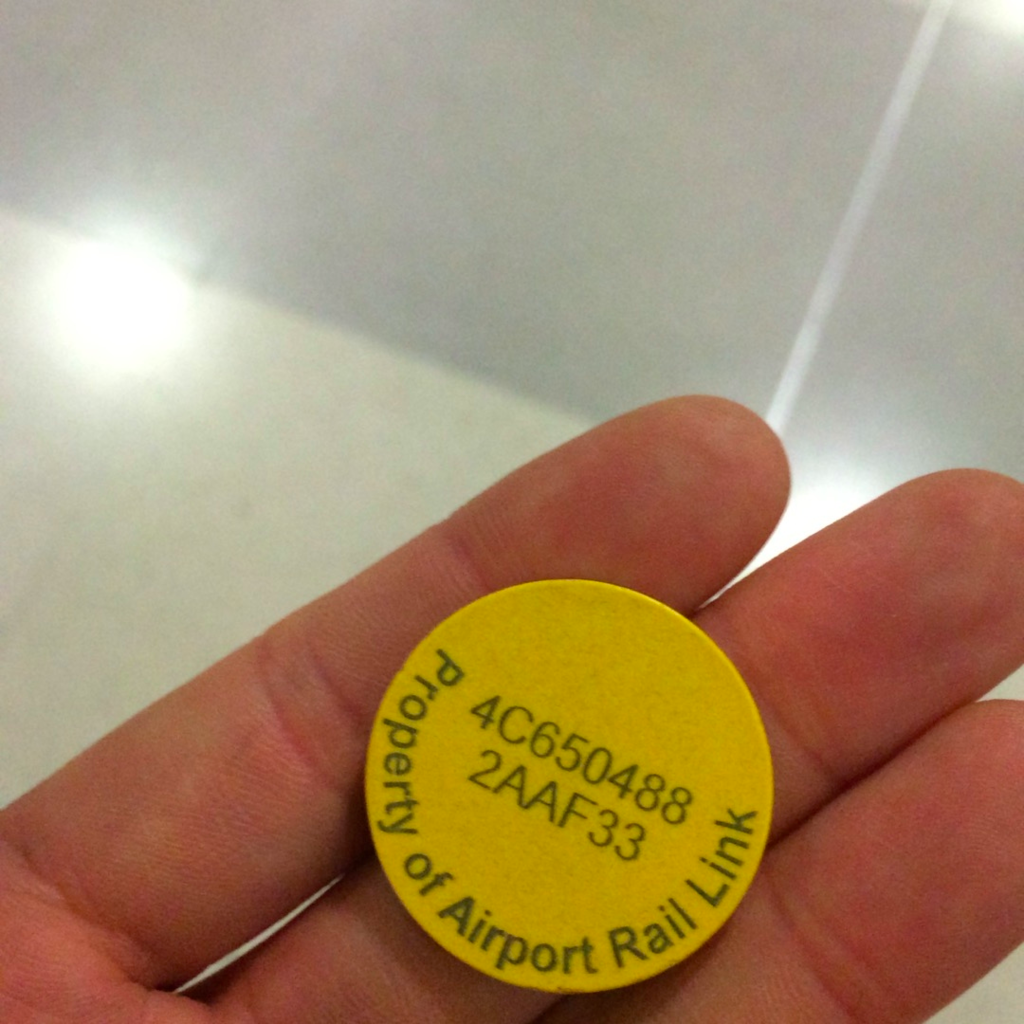 4C650488
2AAF33
Property of Airport Rail Link